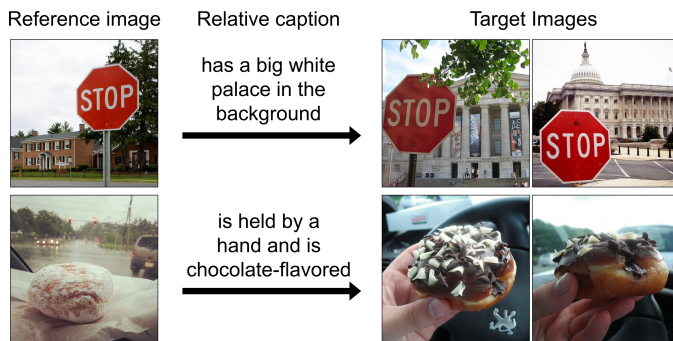 Reference image
Relative caption
Target Images
has a big white
palace in the
background
STOP
STOP
STOP
is held by a
hand and is
chocolate-flavored